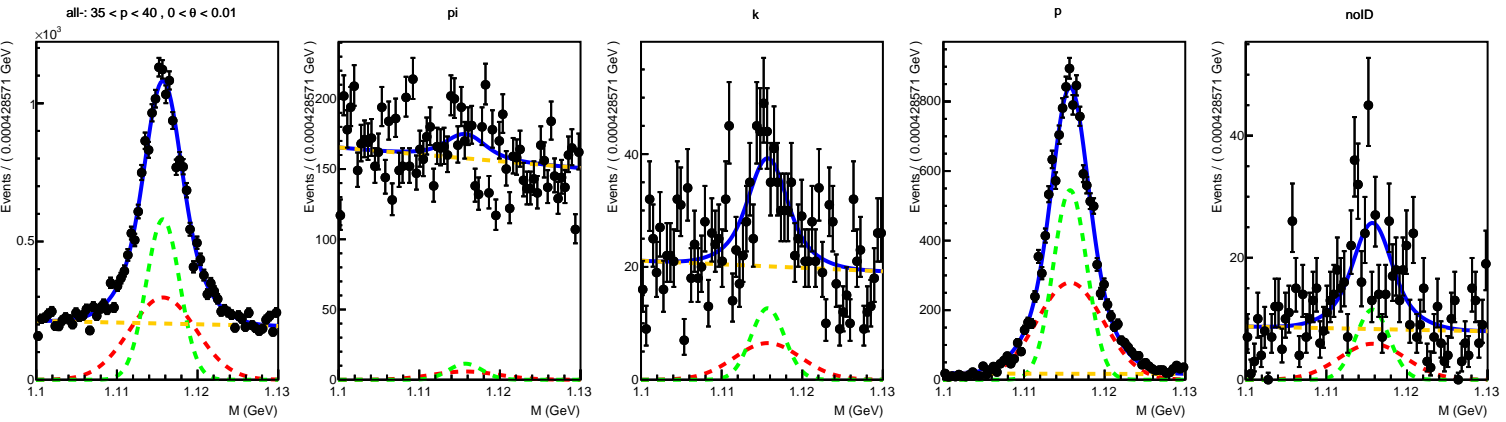 all-: 35 < p < 40 , 0 < θ < 0.01
×10³
Events / ( 0.000428571 GeV )
1
0.5
0
1.1 1.11 1.12 1.13
M (GeV)
pi
Events / ( 0.000428571 GeV )
200
150
100
50
0
1.1 1.11 1.12 1.13
M (GeV)
k
Events / ( 0.000428571 GeV )
40
20
0
1.1 1.11 1.12 1.13
M (GeV)
p
Events / ( 0.000428571 GeV )
800
600
400
200
0
1.1 1.11 1.12 1.13
M (GeV)
noID
Events / ( 0.000428571 GeV )
40
20
0
1.1 1.11 1.12 1.13
M (GeV)